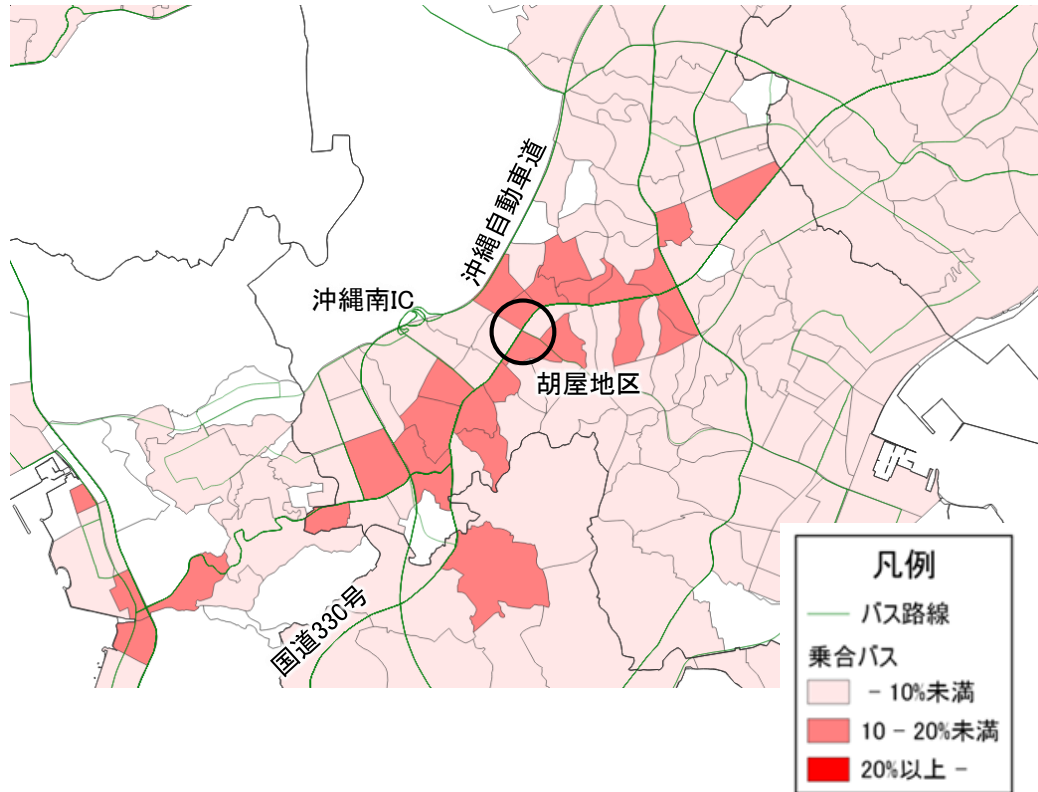 沖縄自動車道
沖縄南IC
胡屋地区
国道330号
凡例
バス路線
乗合バス
- 10%未満
10 - 20%未満
20%以上 -